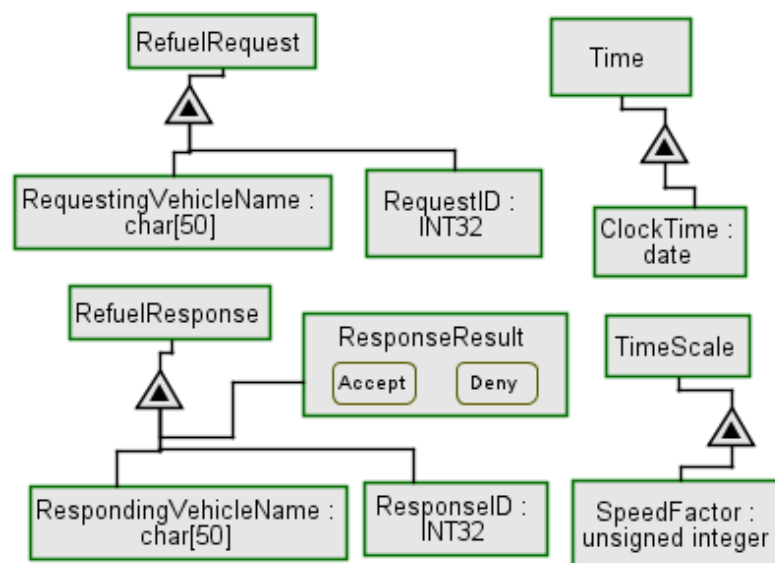 RefuelRequest
Time
RequestingVehicleName :
char[50]
RequestID :
INT32
ClockTime :
date
RefuelResponse
ResponseResult
Accept
Deny
TimeScale
RespondingVehicleName :
char[50]
ResponseID :
INT32
SpeedFactor :
unsigned integer